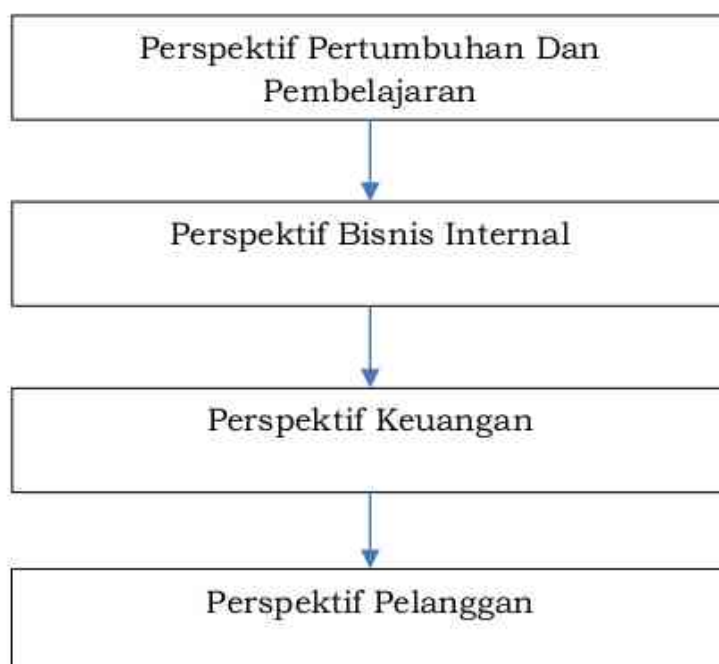 Perspektif Pertumbuhan Dan
Pembelajaran
Perspektif Bisnis Internal
Perspektif Keuangan
Perspektif Pelanggan